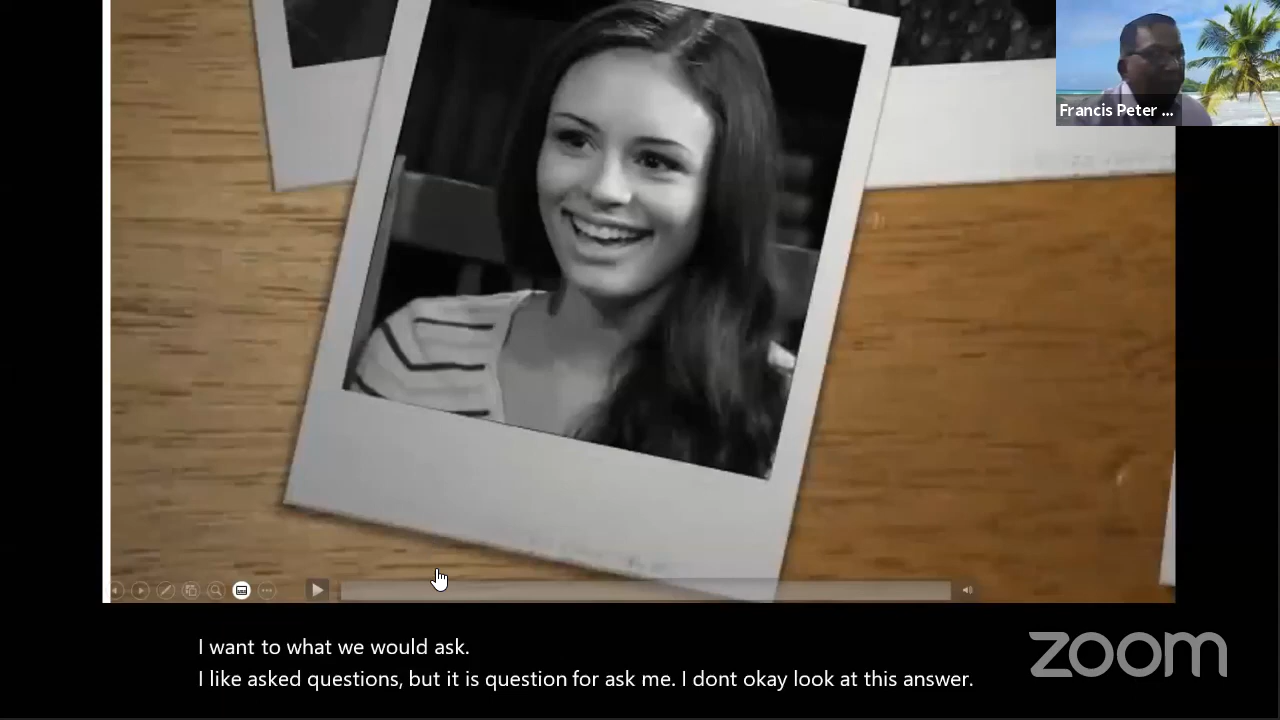 Francis Peter ...
I want to what we would ask.
I like asked questions, but it is question for ask me. I dont okay look at this answer.
zoom